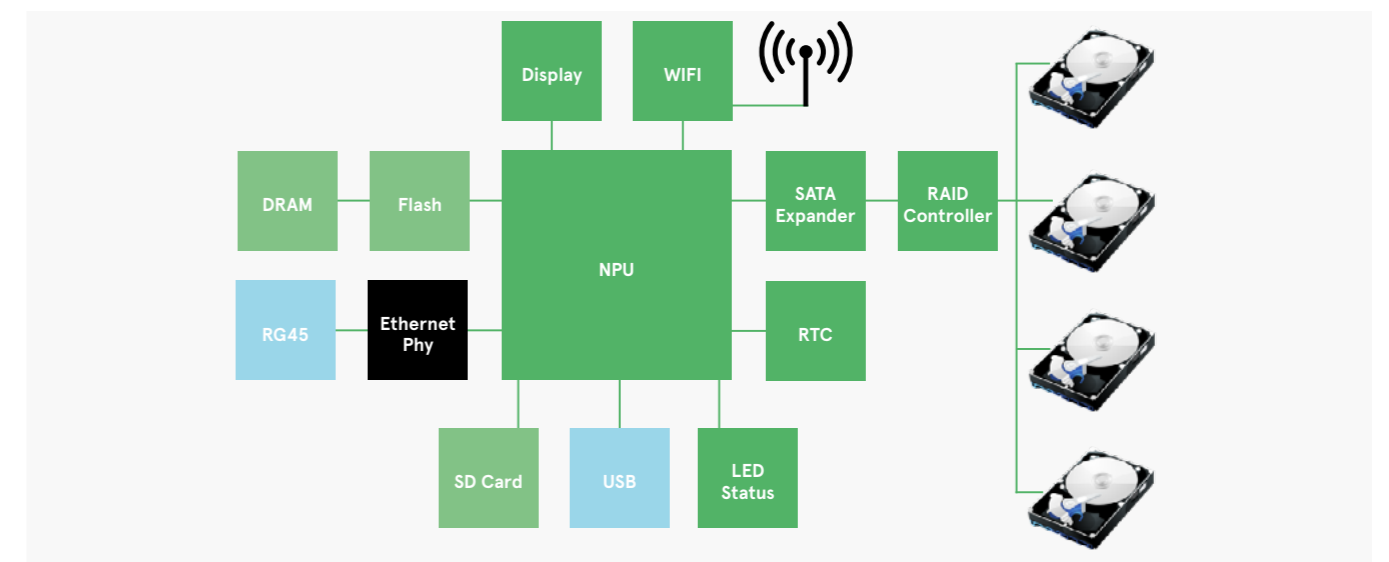 Display
WIFI
DRAM
Flash
SATA
Expander
RAID
Controller
NPU
RG45
Ethernet
Phy
RTC
SD Card
USB
LED
Status